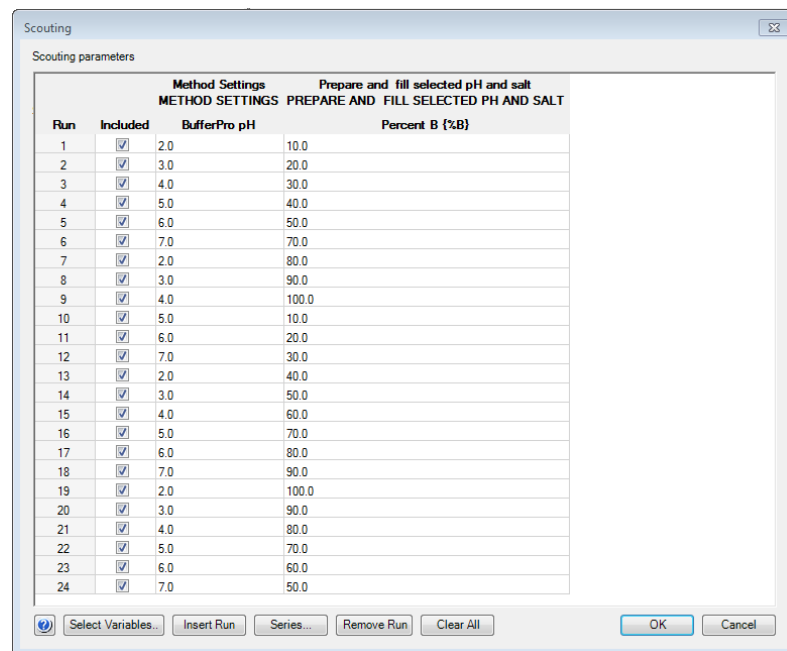 Scouting
Scouting parameters
Method Settings Prepare and fill selected pH and salt
METHOD SETTINGS PREPARE AND FILL SELECTED PH AND SALT
Run Included BufferPro pH Percent B {%B}
1 2.0 10.0
2 3.0 20.0
3 4.0 30.0
4 5.0 40.0
5 6.0 50.0
6 7.0 70.0
7 2.0 80.0
8 3.0 90.0
9 4.0 100.0
10 5.0 10.0
11 6.0 20.0
12 7.0 30.0
13 2.0 40.0
14 3.0 50.0
15 4.0 60.0
16 5.0 70.0
17 6.0 80.0
18 7.0 90.0
19 2.0 100.0
20 3.0 90.0
21 4.0 80.0
22 5.0 70.0
23 6.0 60.0
24 7.0 50.0
? Select Variables.. Insert Run Series... Remove Run Clear All OK Cancel